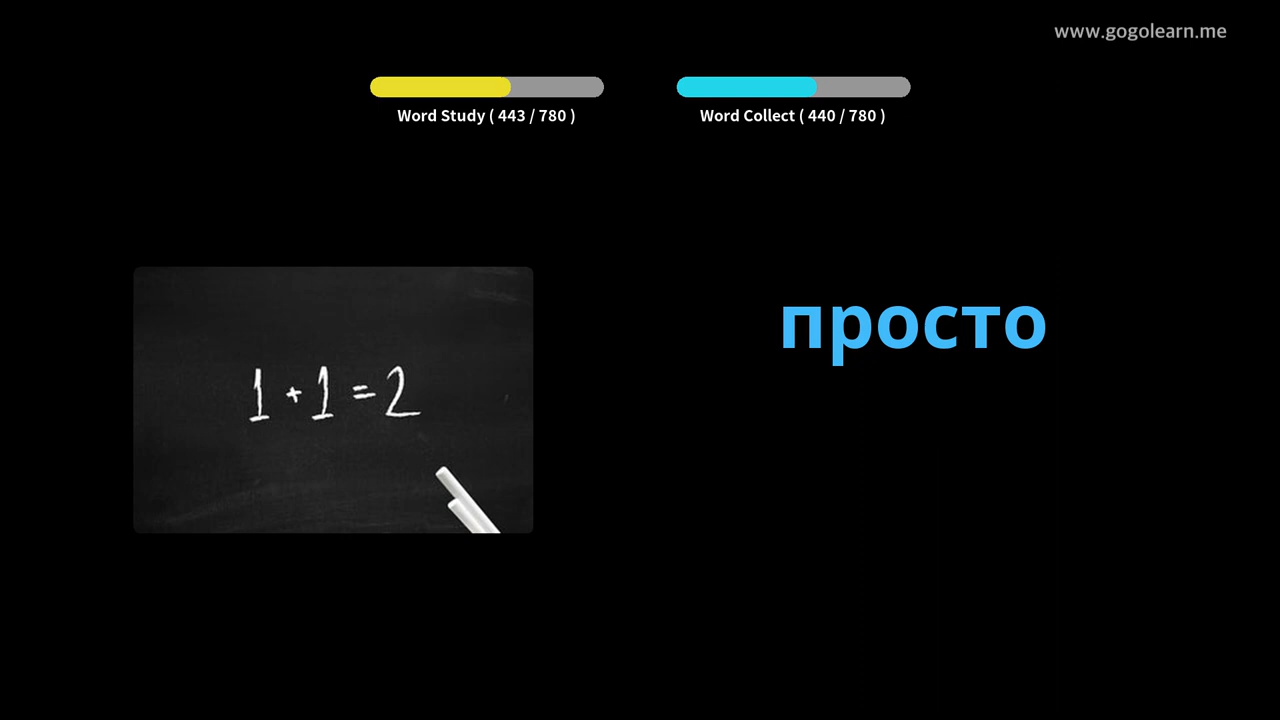 www.gogolearn.me
Word Study ( 443 / 780 )
Word Collect ( 440 / 780 )
просто
1 + 1 = 2